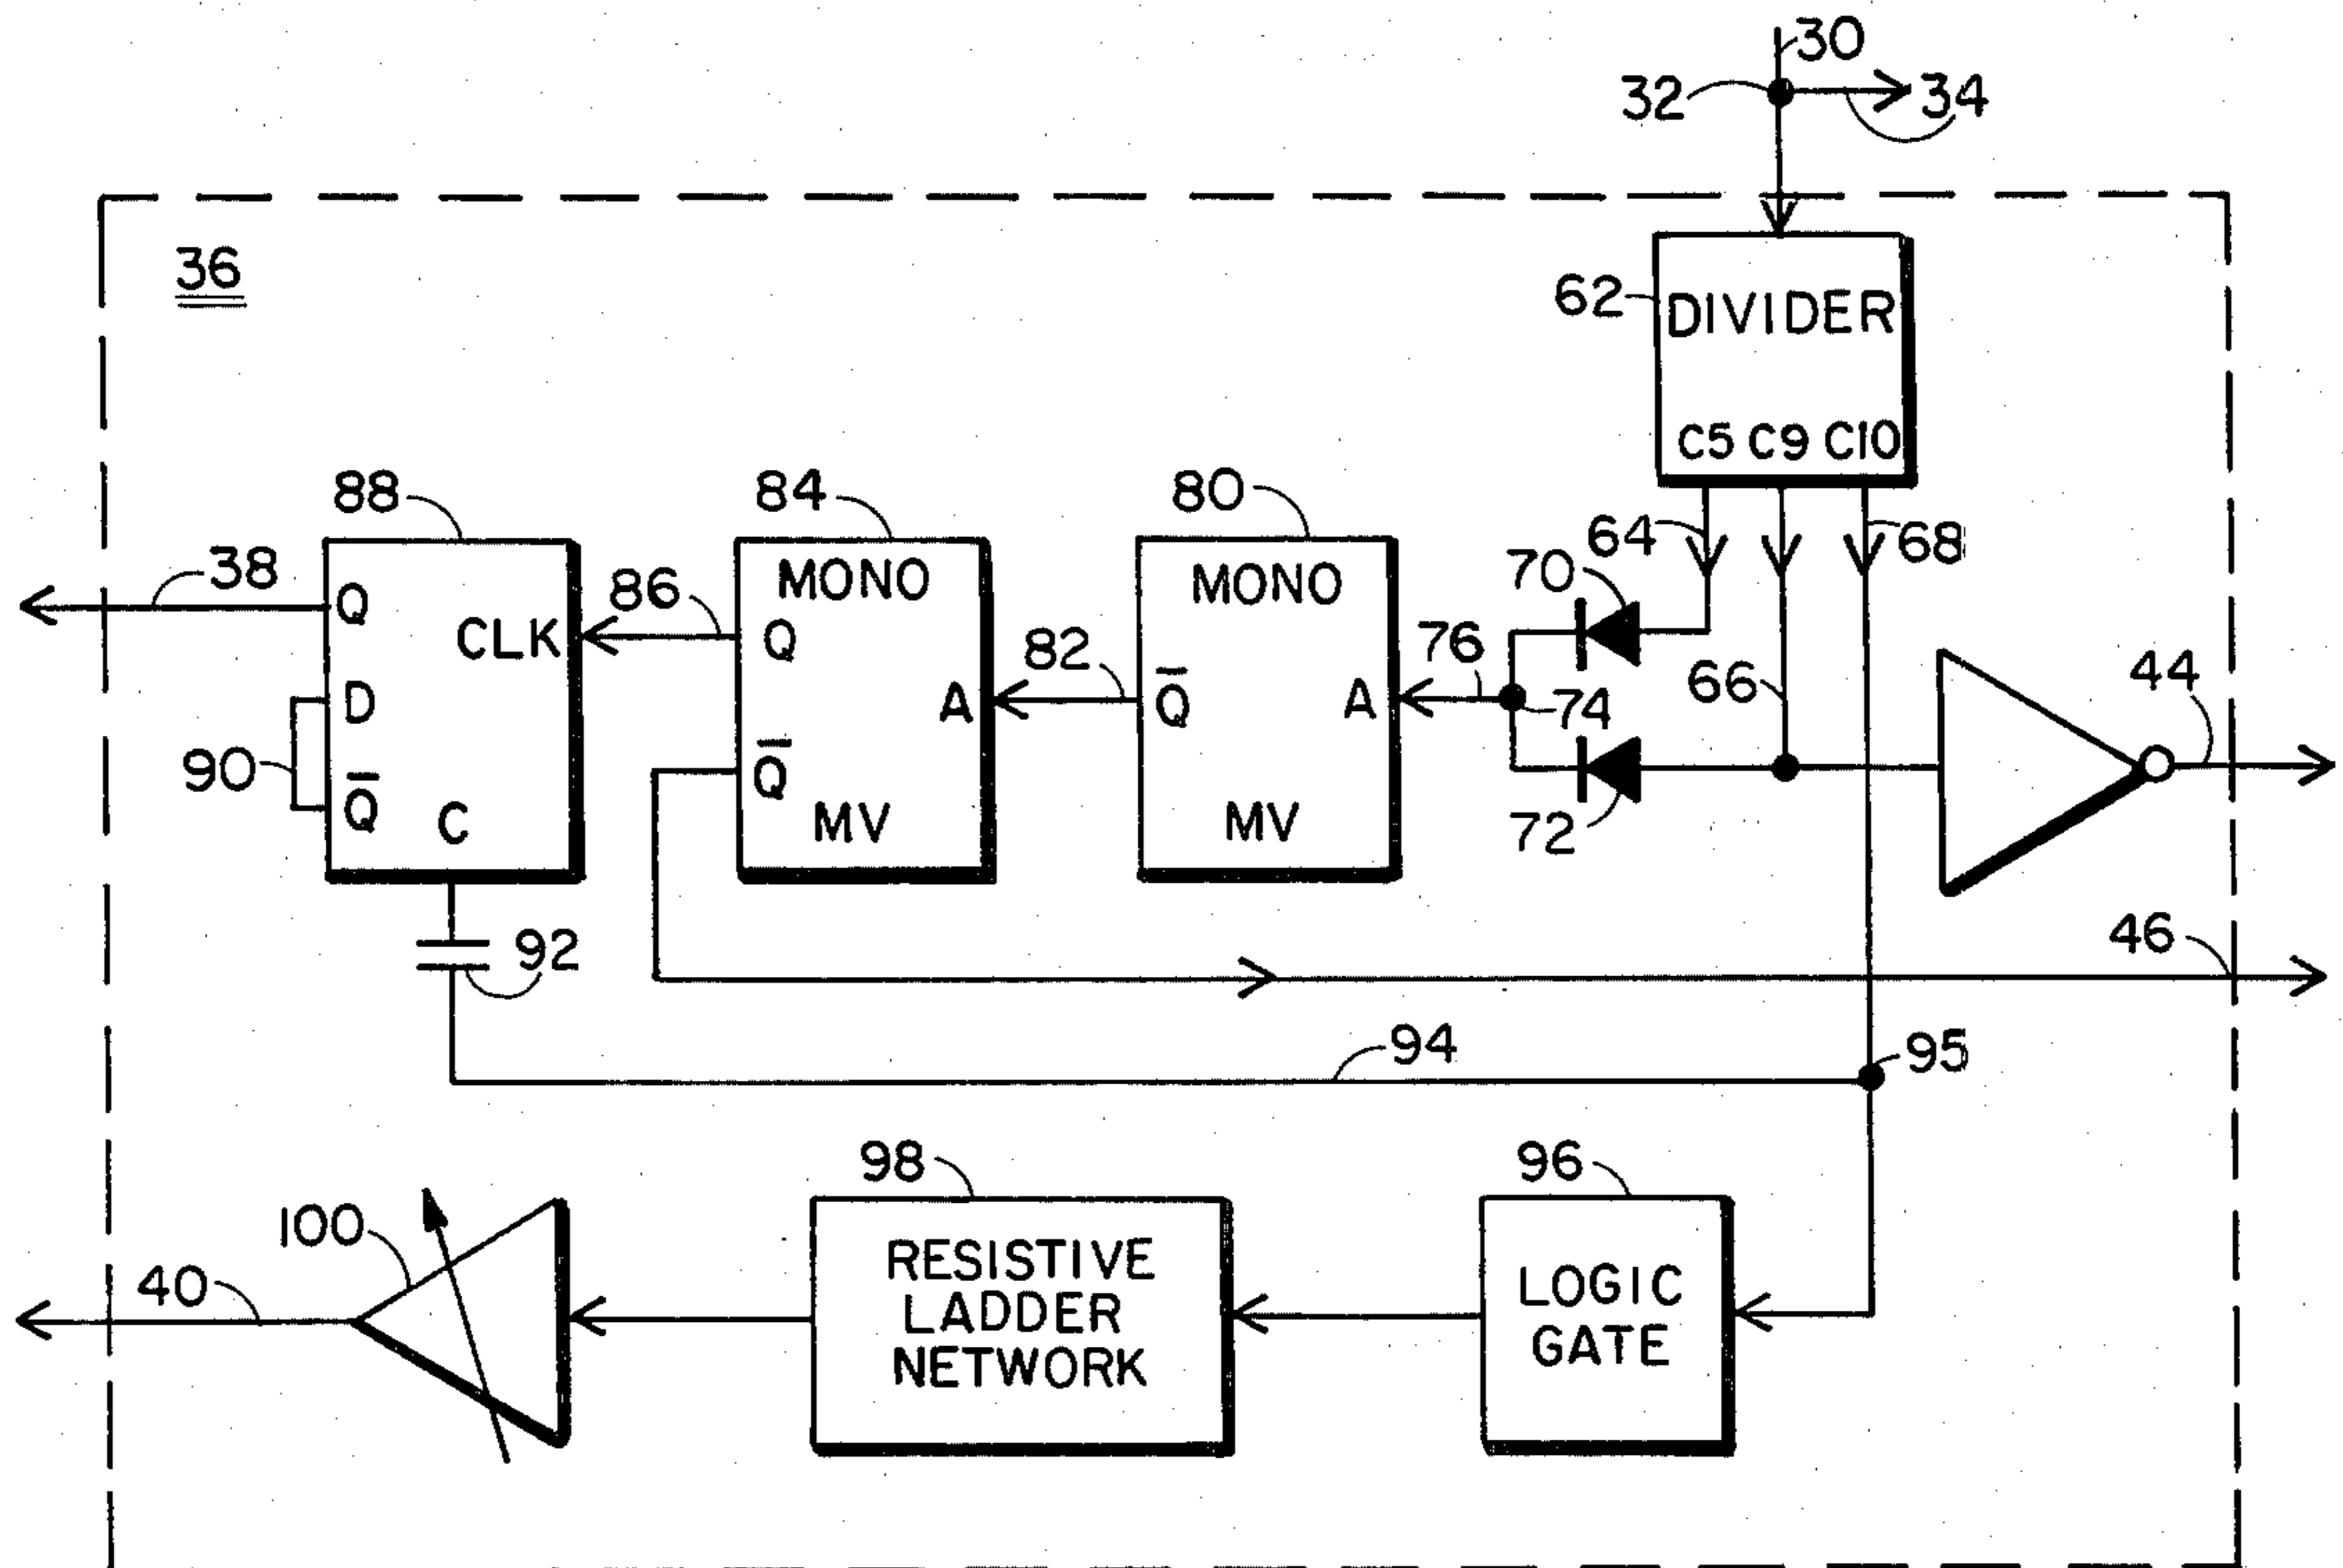 30
32
34
36
62
DIVIDER
C5 C9 C10
88
84
80
64
68
38
Q
CLK
86
MONO
Q
MONO
70
82
76
66
44
D
A
Q̅
A
74
90
Q̅
C
Q̅
MV
MV
72
92
46
94
95
98
96
100
40
RESISTIVE
LADDER
NETWORK
LOGIC
GATE